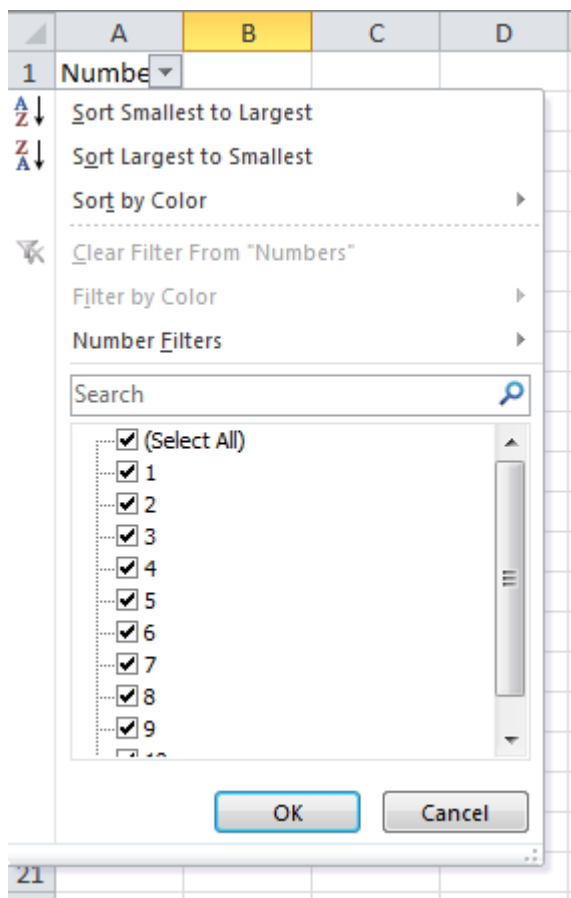 A B C D
1 Numbe
Sort Smallest to Largest
Sort Largest to Smallest
Sort by Color
Clear Filter From "Numbers"
Filter by Color
Number Filters
Search
(Select All)
1
2
3
4
5
6
7
8
9
OK Cancel
21